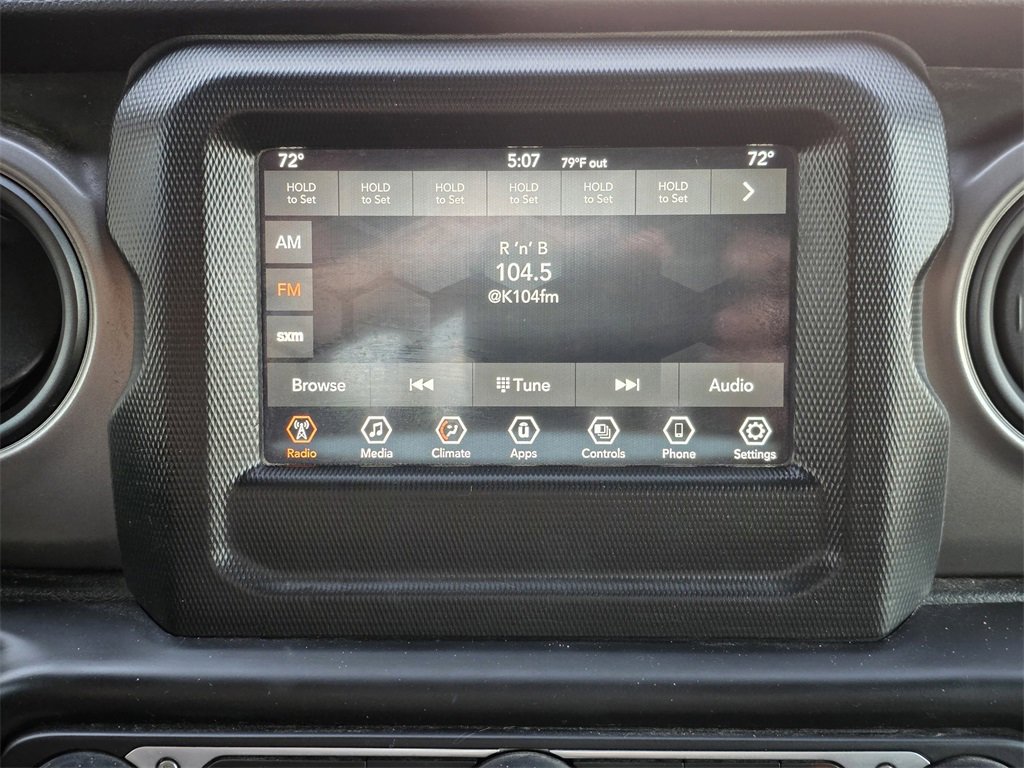 72° 5:07 79°F out 72°
HOLD to Set HOLD to Set HOLD to Set HOLD to Set HOLD to Set HOLD to Set
AM
R 'n' B
104.5
FM
@K104fm
sxm
Browse Tune Audio
Radio Media Climate Apps Controls Phone Settings